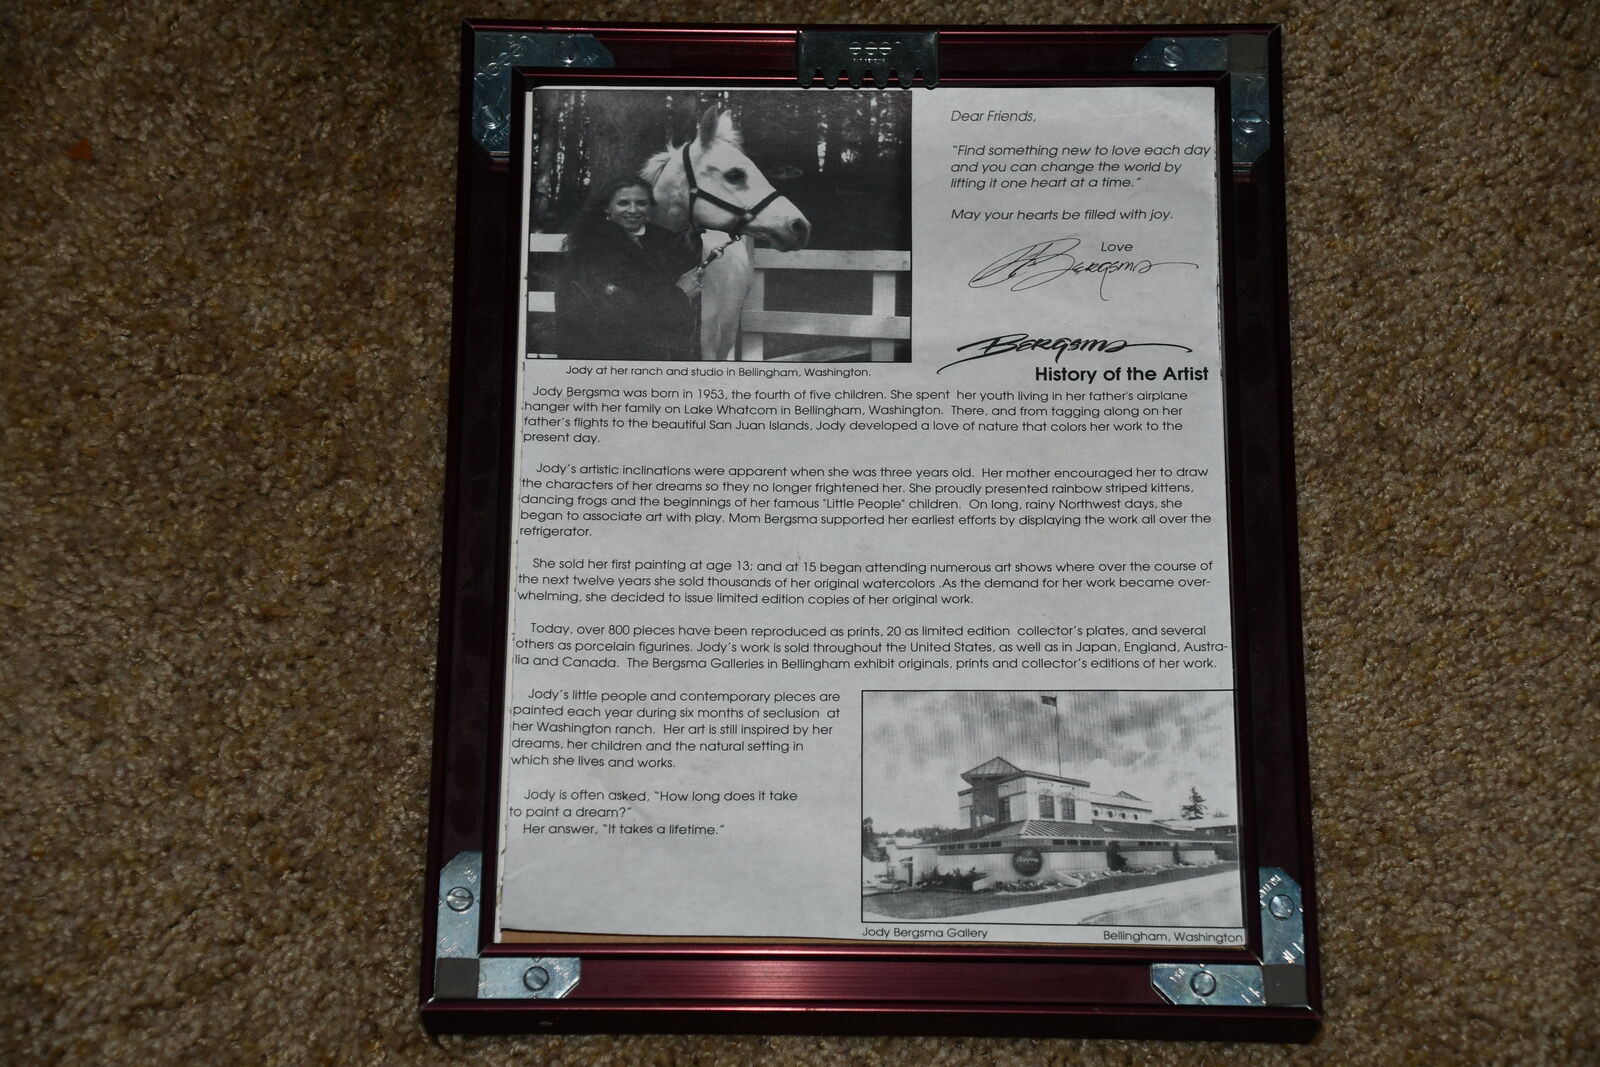 Dear Friends,
"Find something new to love each day
and you can change the world by
lifting it one heart at a time."
May your hearts be filled with joy.
Love
Bergsma
Jody at her ranch and studio in Bellingham, Washington.
Bergsma
History of the Artist
Jody Bergsma was born in 1953, the fourth of five children. She spent her youth living in her father's airplane
hanger with her family on Lake Whatcom in Bellingham, Washington. There, and from tagging along on her
father's flights to the beautiful San Juan Islands, Jody developed a love of nature that colors her work to the
present day.
Jody's artistic inclinations were apparent when she was three years old. Her mother encouraged her to draw
the characters of her dreams so they no longer frightened her. She proudly presented rainbow striped kittens,
dancing frogs and the beginnings of her famous "Little People" children. On long, rainy Northwest days, she
began to associate art with play. Mom Bergsma supported her earliest efforts by displaying the work all over the
refrigerator.
She sold her first painting at age 13; and at 15 began attending numerous art shows where over the course of
the next twelve years she sold thousands of her original watercolors .As the demand for her work became over-
whelming, she decided to issue limited edition copies of her original work.
Today, over 800 pieces have been reproduced as prints, 20 as limited edition collector's plates, and several
others as porcelain figurines. Jody's work is sold throughout the United States, as well as in Japan, England, Austra-
lia and Canada. The Bergsma Galleries in Bellingham exhibit originals, prints and collector's editions of her work.
Jody's little people and contemporary pieces are
painted each year during six months of seclusion at
her Washington ranch. Her art is still inspired by her
dreams, her children and the natural setting in
which she lives and works.
Jody is often asked, "How long does it take
to paint a dream?"
Her answer, "It takes a lifetime."
Jody Bergsma Gallery
Bellingham, Washington